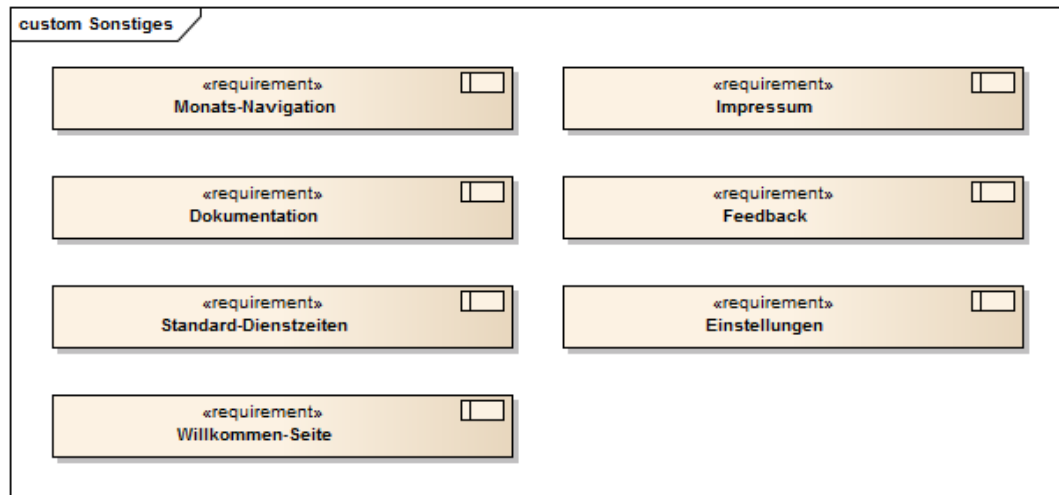 custom Sonstiges
«requirement»
Monats-Navigation
«requirement»
Impressum
«requirement»
Dokumentation
«requirement»
Feedback
«requirement»
Standard-Dienstzeiten
«requirement»
Einstellungen
«requirement»
Willkommen-Seite